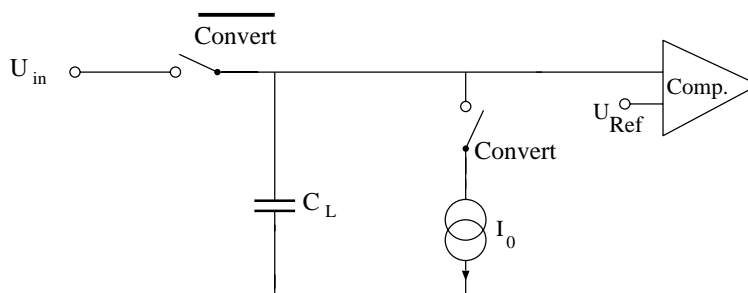 Convert
U in
Comp.
U Ref
Convert
C L
I 0